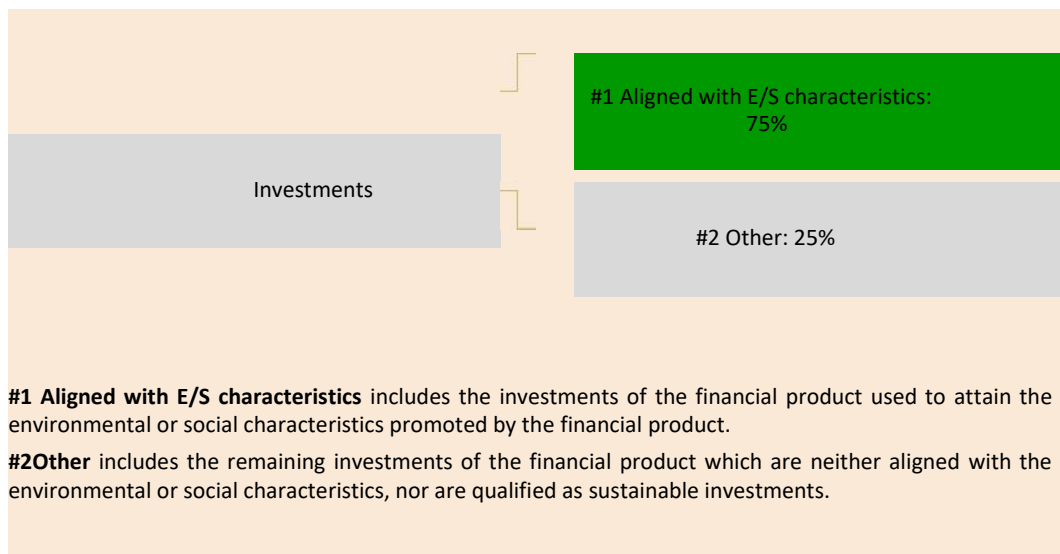 #1 Aligned with E/S characteristics:
75%
Investments
#2 Other: 25%
#1 Aligned with E/S characteristics includes the investments of the financial product used to attain the
environmental or social characteristics promoted by the financial product.
#2Other includes the remaining investments of the financial product which are neither aligned with the
environmental or social characteristics, nor are qualified as sustainable investments.